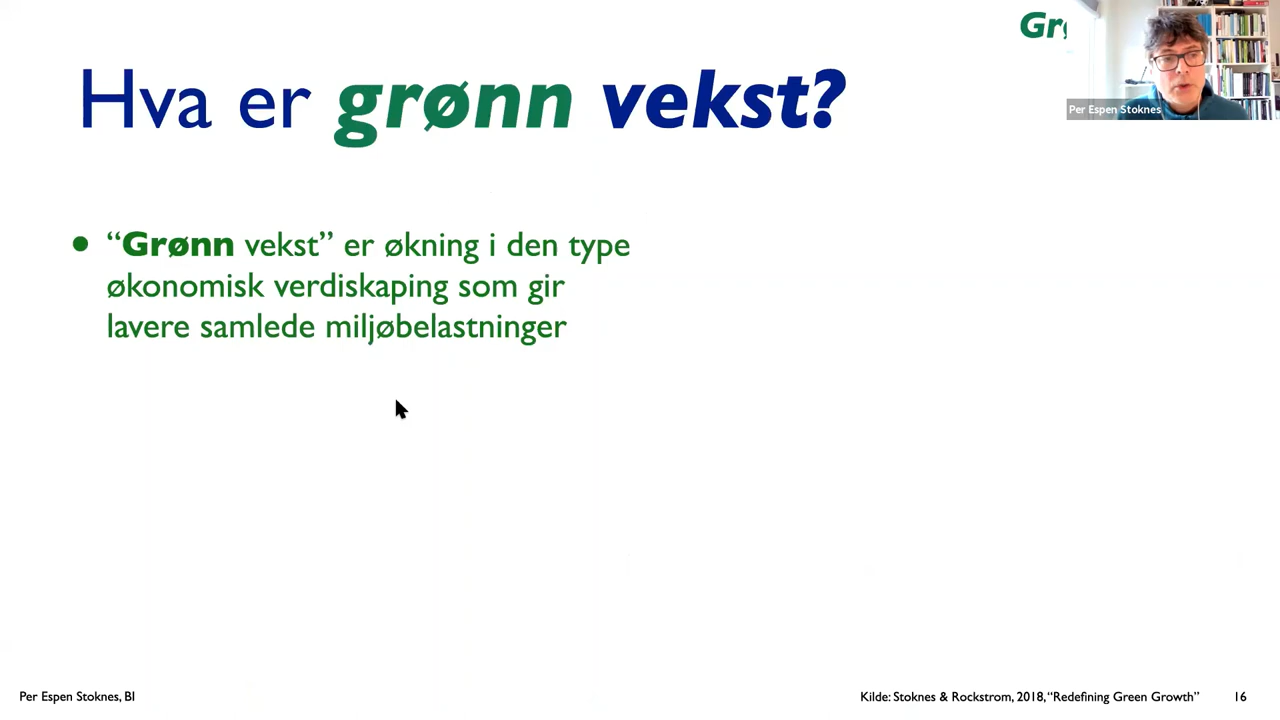 Grø
Hva er grønn vekst?
Per Espen Stoknes
• “Grønn vekst” er økning i den type
økonomisk verdiskaping som gir
lavere samlede miljøbelastninger
Per Espen Stoknes, BI
Kilde: Stoknes & Rockstrom, 2018, “Redefining Green Growth”
16